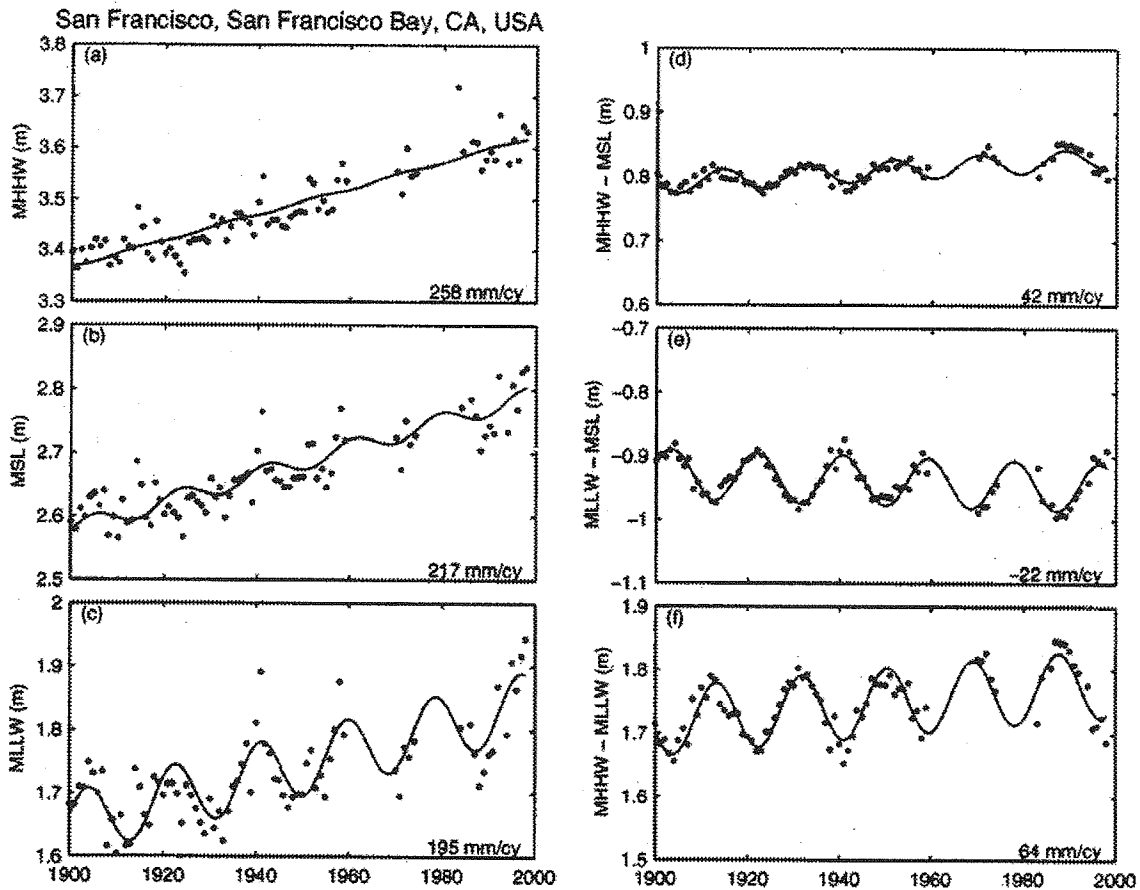 San Francisco, San Francisco Bay, CA, USA
(a)
MHHW (m)
3.8
3.7
3.6
3.5
3.4
3.3
258 mm/cy
(b)
MSL (m)
2.9
2.8
2.7
2.6
2.5
217 mm/cy
(c)
MLLW (m)
2
1.9
1.8
1.7
1.6
195 mm/cy
1900 1920 1940 1960 1980 2000
(d)
MHHW – MSL (m)
1
0.9
0.8
0.7
0.6
42 mm/cy
(e)
MLLW – MSL (m)
−0.7
−0.8
−0.9
−1
−1.1
−22 mm/cy
(f)
MHHW – MLLW (m)
1.9
1.8
1.7
1.6
1.5
64 mm/cy
1900 1920 1940 1960 1980 2000